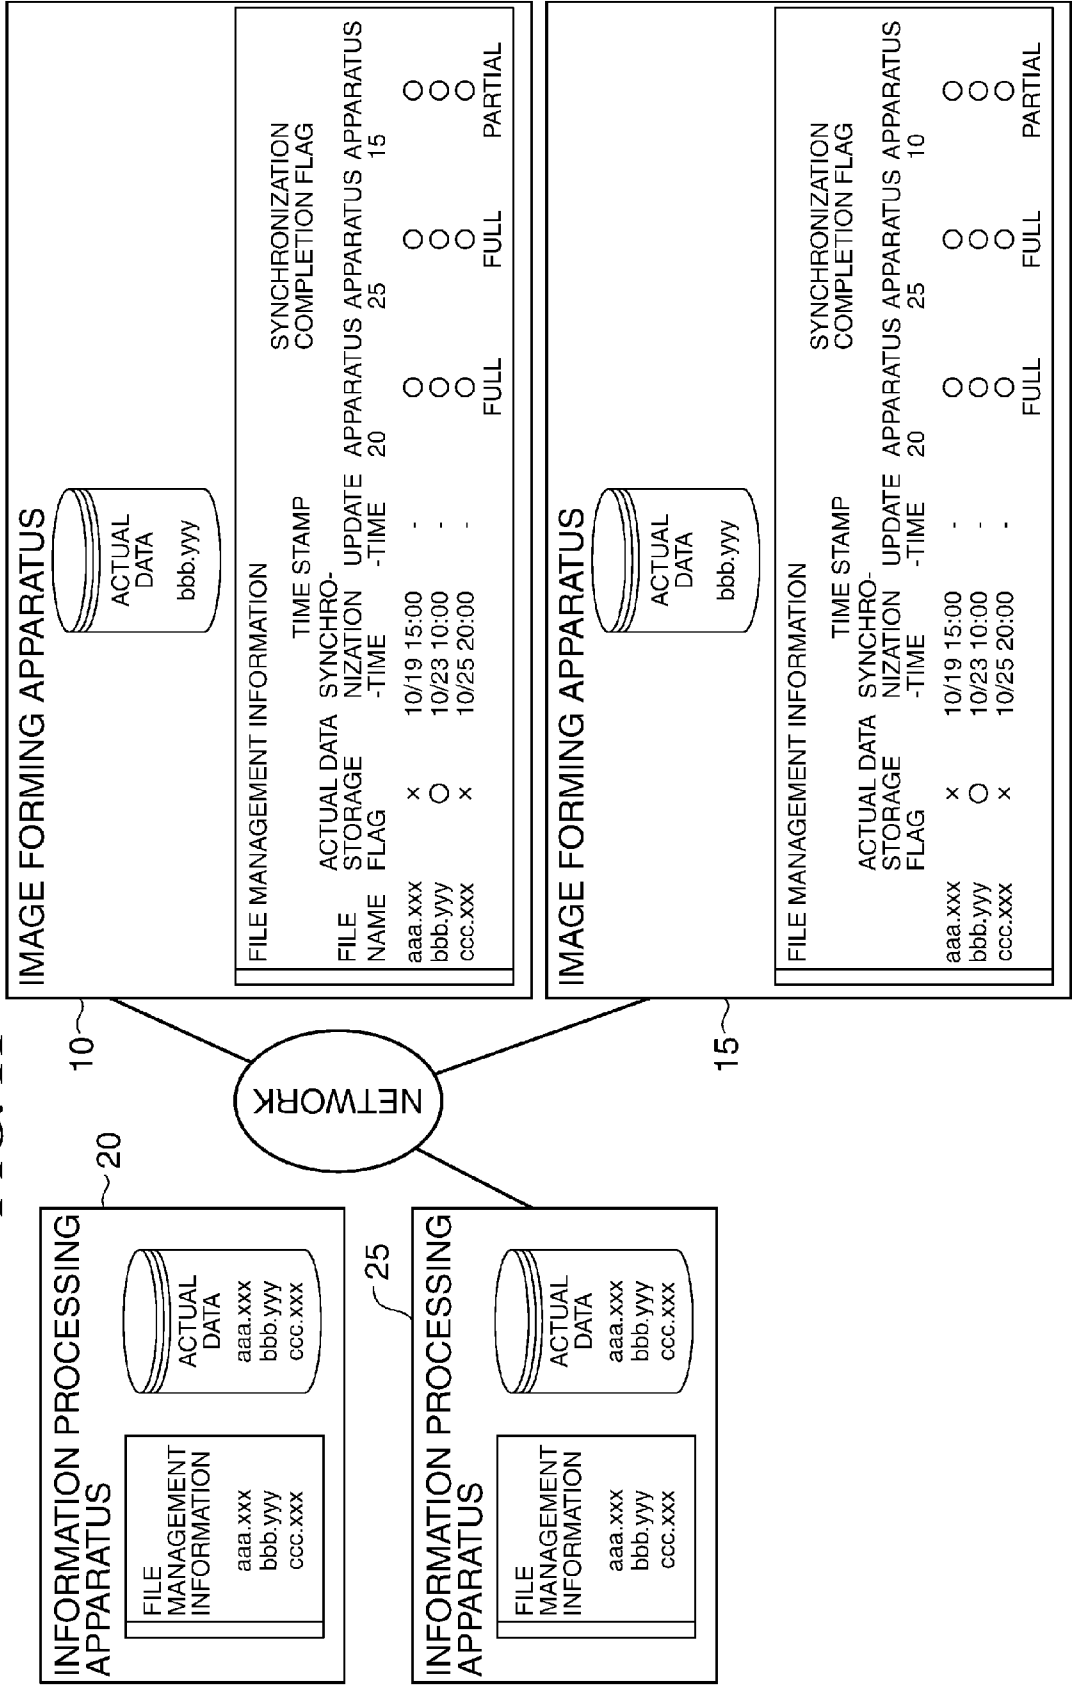 INFORMATION PROCESSING
APPARATUS
20
FILE
MANAGEMENT
INFORMATION
aaa.xxx
bbb.yyy
ccc.xxx
ACTUAL
DATA
aaa.xxx
bbb.yyy
ccc.xxx
INFORMATION PROCESSING
APPARATUS
25
FILE
MANAGEMENT
INFORMATION
aaa.xxx
bbb.yyy
ccc.xxx
ACTUAL
DATA
aaa.xxx
bbb.yyy
ccc.xxx
NETWORK
10
IMAGE FORMING APPARATUS
ACTUAL
DATA
bbb.yyy
FILE MANAGEMENT INFORMATION
FILE
NAME
ACTUAL DATA
STORAGE
FLAG
TIME STAMP
SYNCHRO-
NIZATION
-TIME
UPDATE
-TIME
SYNCHRONIZATION
COMPLETION FLAG
APPARATUS APPARATUS APPARATUS
20 25 15
aaa.xxx × 10/19 15:00 - ○ ○ ○
bbb.yyy ○ 10/23 10:00 - ○ ○ ○
ccc.xxx × 10/25 20:00 - ○ ○ ○
FULL FULL PARTIAL
15
IMAGE FORMING APPARATUS
ACTUAL
DATA
bbb.yyy
FILE MANAGEMENT INFORMATION
ACTUAL DATA
STORAGE
FLAG
TIME STAMP
SYNCHRO-
NIZATION
-TIME
UPDATE
-TIME
SYNCHRONIZATION
COMPLETION FLAG
APPARATUS APPARATUS APPARATUS
20 25 10
aaa.xxx × 10/19 15:00 - ○ ○ ○
bbb.yyy ○ 10/23 10:00 - ○ ○ ○
ccc.xxx × 10/25 20:00 - ○ ○ ○
FULL FULL PARTIAL